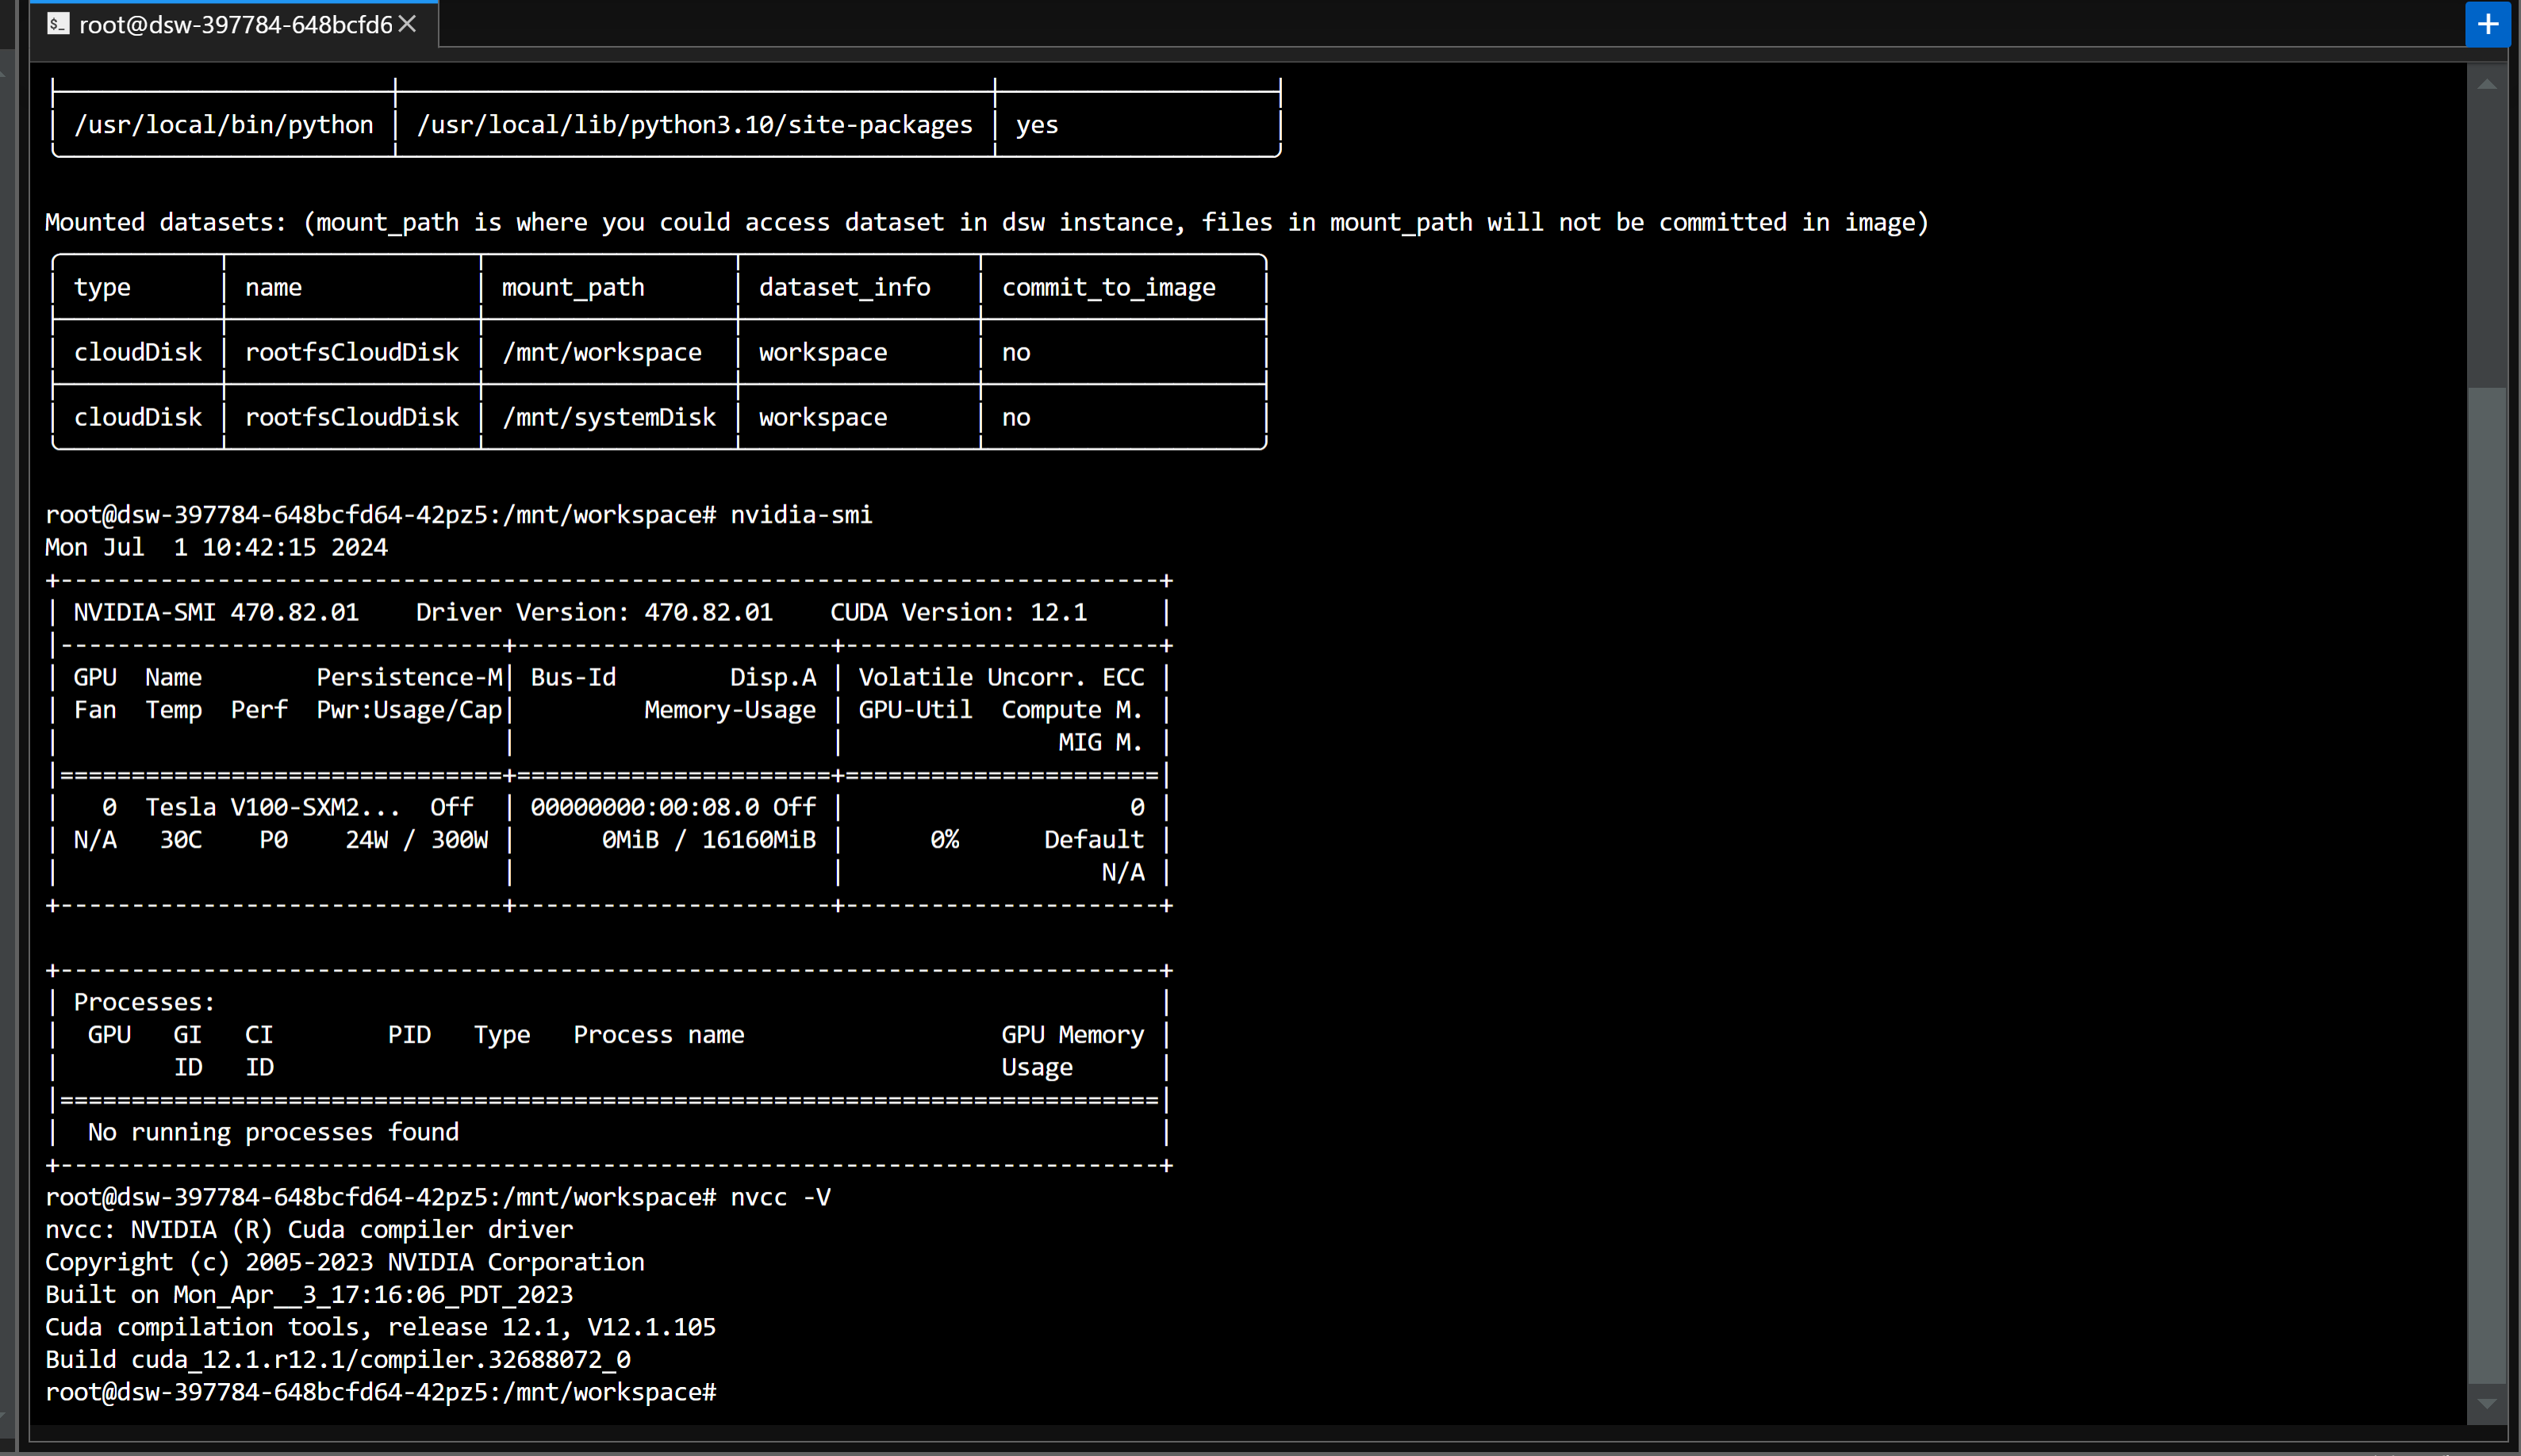 root@dsw-397784-648bcfd6
/usr/local/bin/python | /usr/local/lib/python3.10/site-packages | yes
Mounted datasets: (mount_path is where you could access dataset in dsw instance, files in mount_path will not be committed in image)
type | name | mount_path | dataset_info | commit_to_image
cloudDisk | rootfsCloudDisk | /mnt/workspace | workspace | no
cloudDisk | rootfsCloudDisk | /mnt/systemDisk | workspace | no
root@dsw-397784-648bcfd64-42pz5:/mnt/workspace# nvidia-smi
Mon Jul  1 10:42:15 2024
+-----------------------------------------------------------------------------+
| NVIDIA-SMI 470.82.01    Driver Version: 470.82.01    CUDA Version: 12.1     |
|-------------------------------+----------------------+----------------------+
| GPU  Name        Persistence-M| Bus-Id        Disp.A | Volatile Uncorr. ECC |
| Fan  Temp  Perf  Pwr:Usage/Cap|         Memory-Usage | GPU-Util  Compute M. |
|                               |                      |               MIG M. |
|===============================+======================+======================|
|   0  Tesla V100-SXM2...  Off  | 00000000:00:08.0 Off |                    0 |
| N/A   30C    P0    24W / 300W |      0MiB / 16160MiB |      0%      Default |
|                               |                      |                  N/A |
+-------------------------------+----------------------+----------------------+
+-----------------------------------------------------------------------------+
| Processes:                                                                  |
|  GPU   GI   CI        PID   Type   Process name                  GPU Memory |
|        ID   ID                                                   Usage      |
|=============================================================================|
|  No running processes found                                                 |
+-----------------------------------------------------------------------------+
root@dsw-397784-648bcfd64-42pz5:/mnt/workspace# nvcc -V
nvcc: NVIDIA (R) Cuda compiler driver
Copyright (c) 2005-2023 NVIDIA Corporation
Built on Mon_Apr__3_17:16:06_PDT_2023
Cuda compilation tools, release 12.1, V12.1.105
Build cuda_12.1.r12.1/compiler.32688072_0
root@dsw-397784-648bcfd64-42pz5:/mnt/workspace#